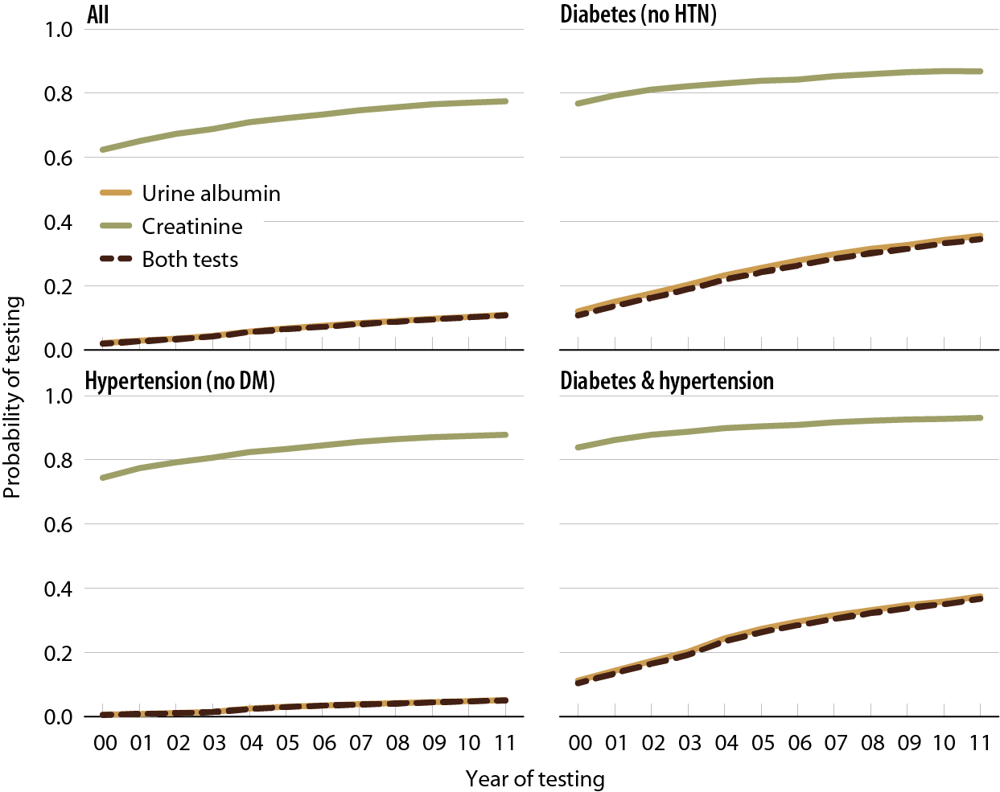 All
Diabetes (no HTN)
1.0
0.8
0.6
Urine albumin
0.4
Creatinine
Both tests
0.2
0.0
Hypertension (no DM)
Diabetes & hypertension
1.0
0.8
0.6
0.4
0.2
0.0
Probability of testing
00 01 02 03 04 05 06 07 08 09 10 11
00 01 02 03 04 05 06 07 08 09 10 11
Year of testing